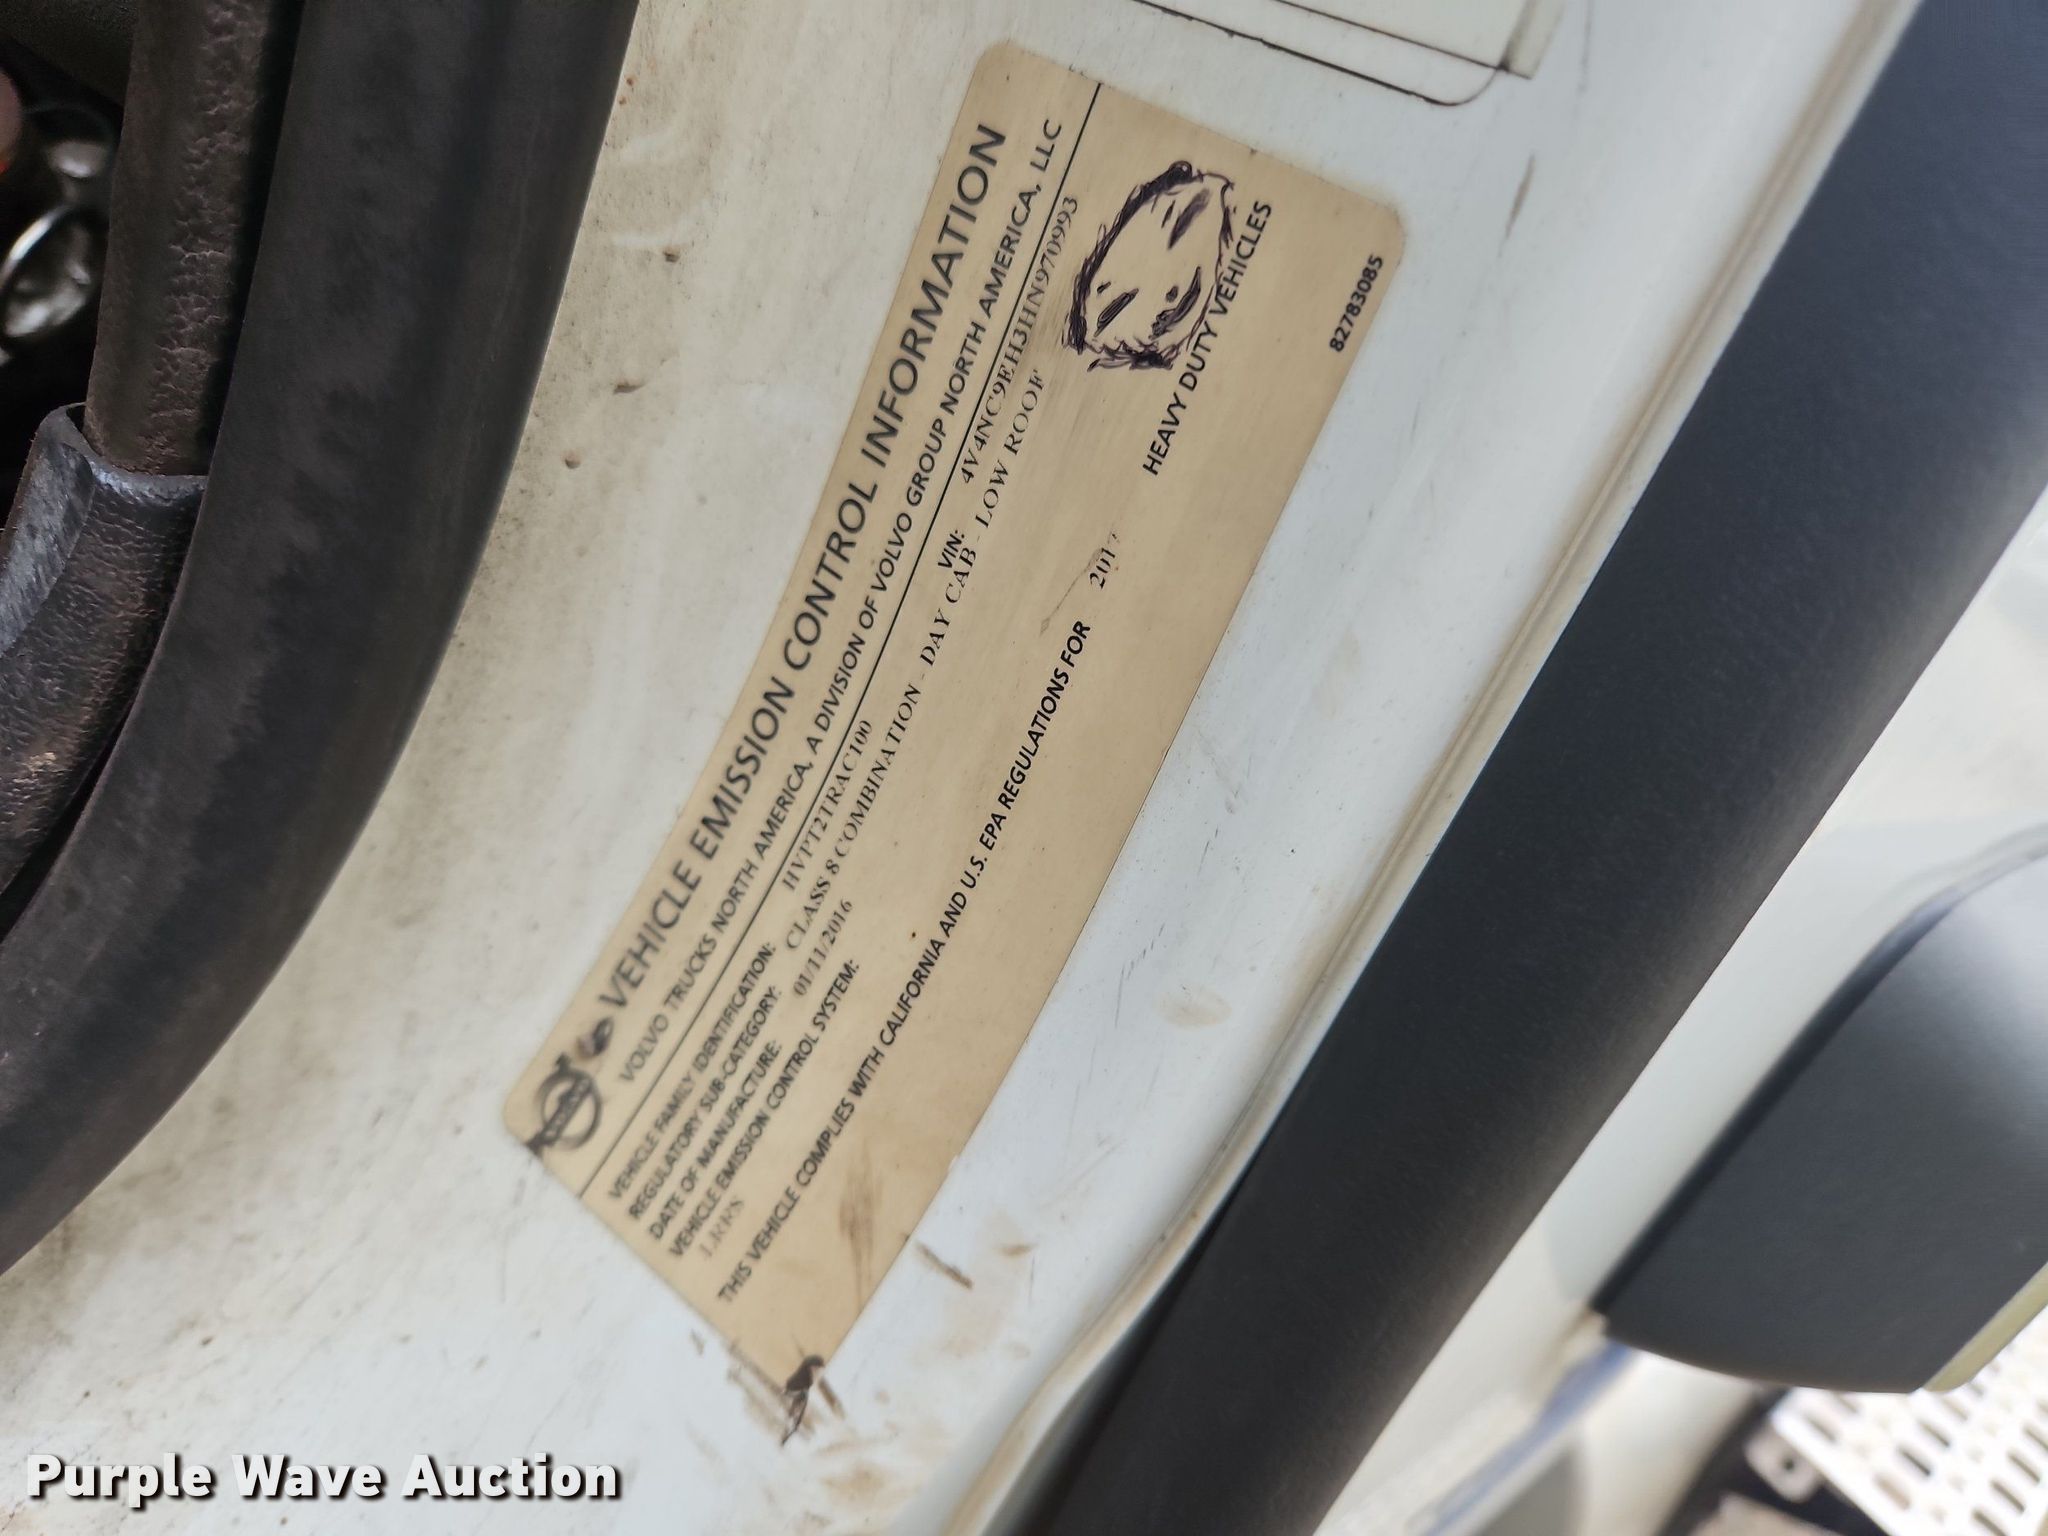 VEHICLE EMISSION CONTROL INFORMATION
VOLVO TRUCKS NORTH AMERICA, A DIVISION OF VOLVO GROUP NORTH AMERICA, LLC
VEHICLE FAMILY IDENTIFICATION: HVPT2TRAC100 VIN: 4V4NC9EH3HN970993
REGULATORY SUB-CATEGORY: CLASS 8 COMBINATION - DAY CAB - LOW ROOF
DATE OF MANUFACTURE: 01/11/2016
VEHICLE EMISSION CONTROL SYSTEM:
THIS VEHICLE COMPLIES WITH CALIFORNIA AND U.S. EPA REGULATIONS FOR 2017 HEAVY DUTY VEHICLES
82783085
Purple Wave Auction